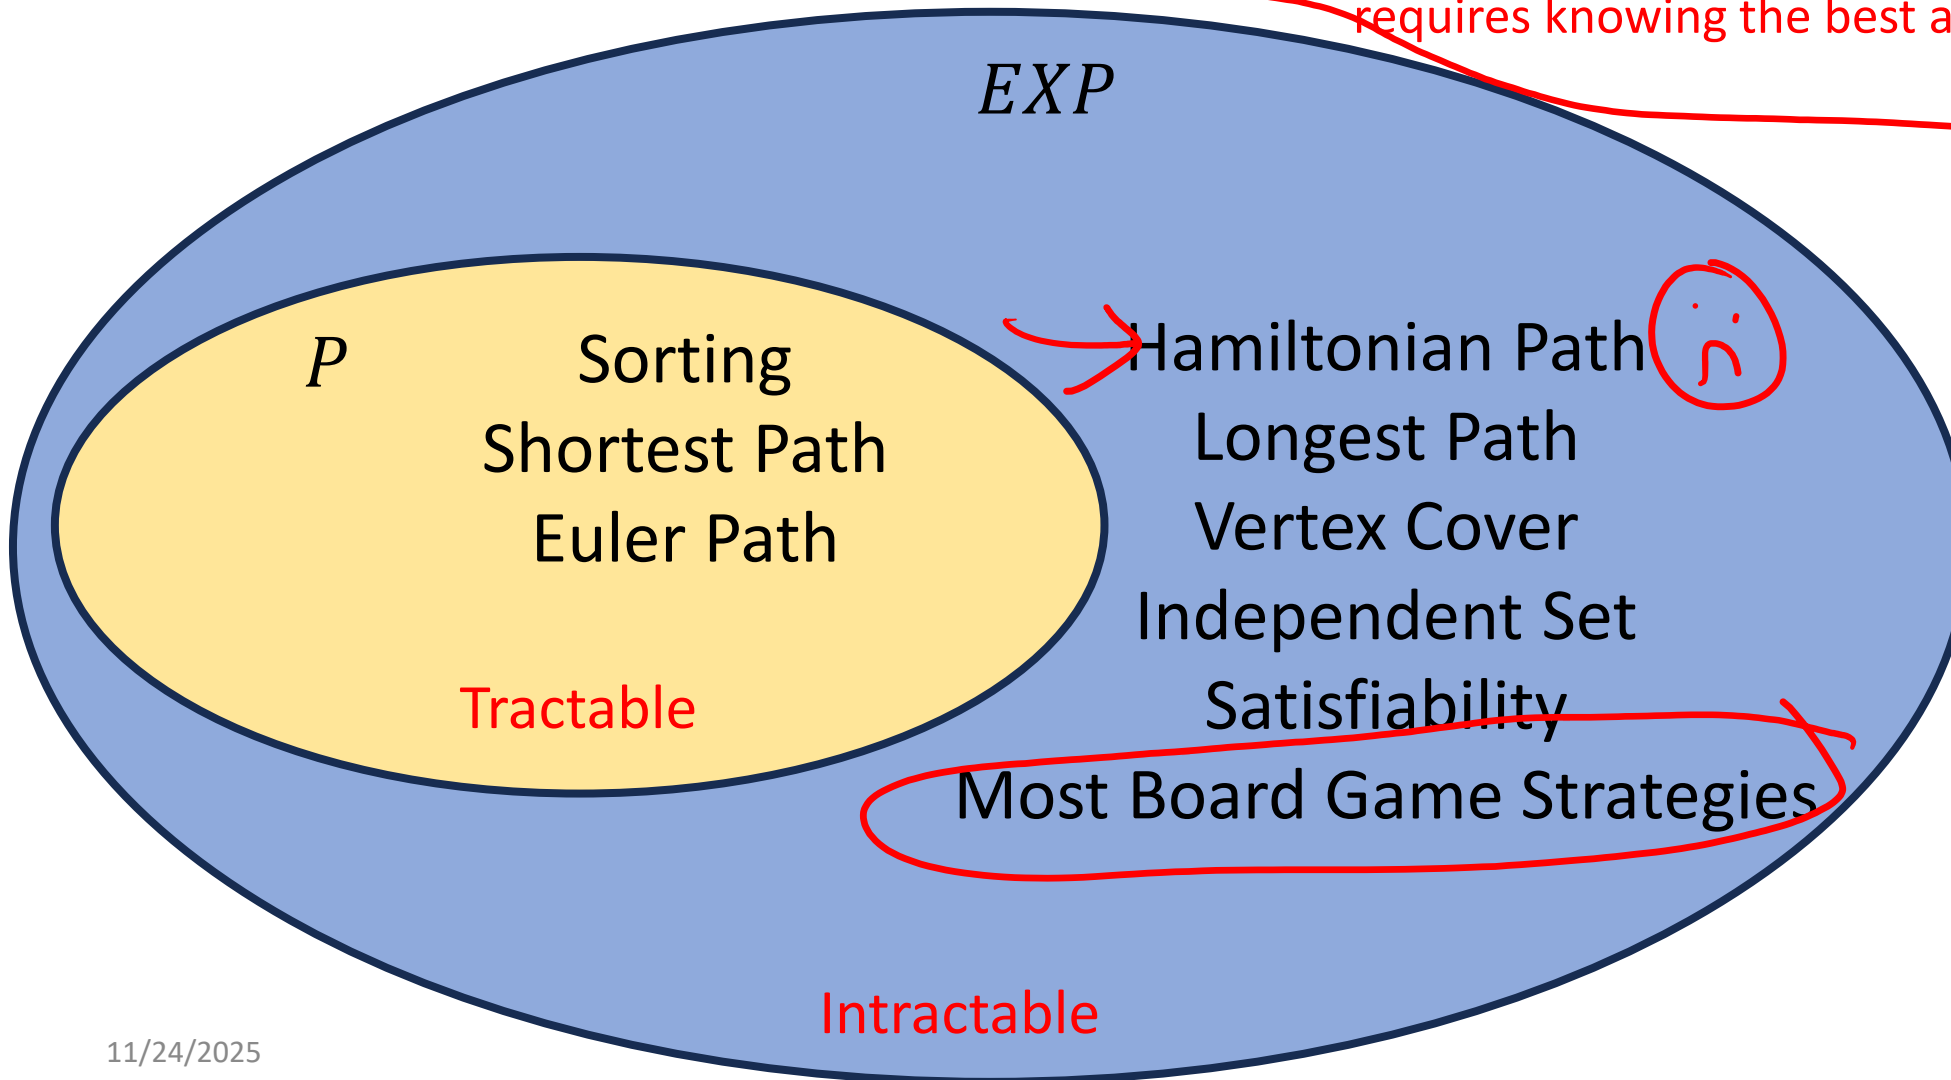 requires knowing the best a
EXP
P
Sorting
Shortest Path
Euler Path
Tractable
Hamiltonian Path
Longest Path
Vertex Cover
Independent Set
Satisfiability
Most Board Game Strategies
Intractable
11/24/2025